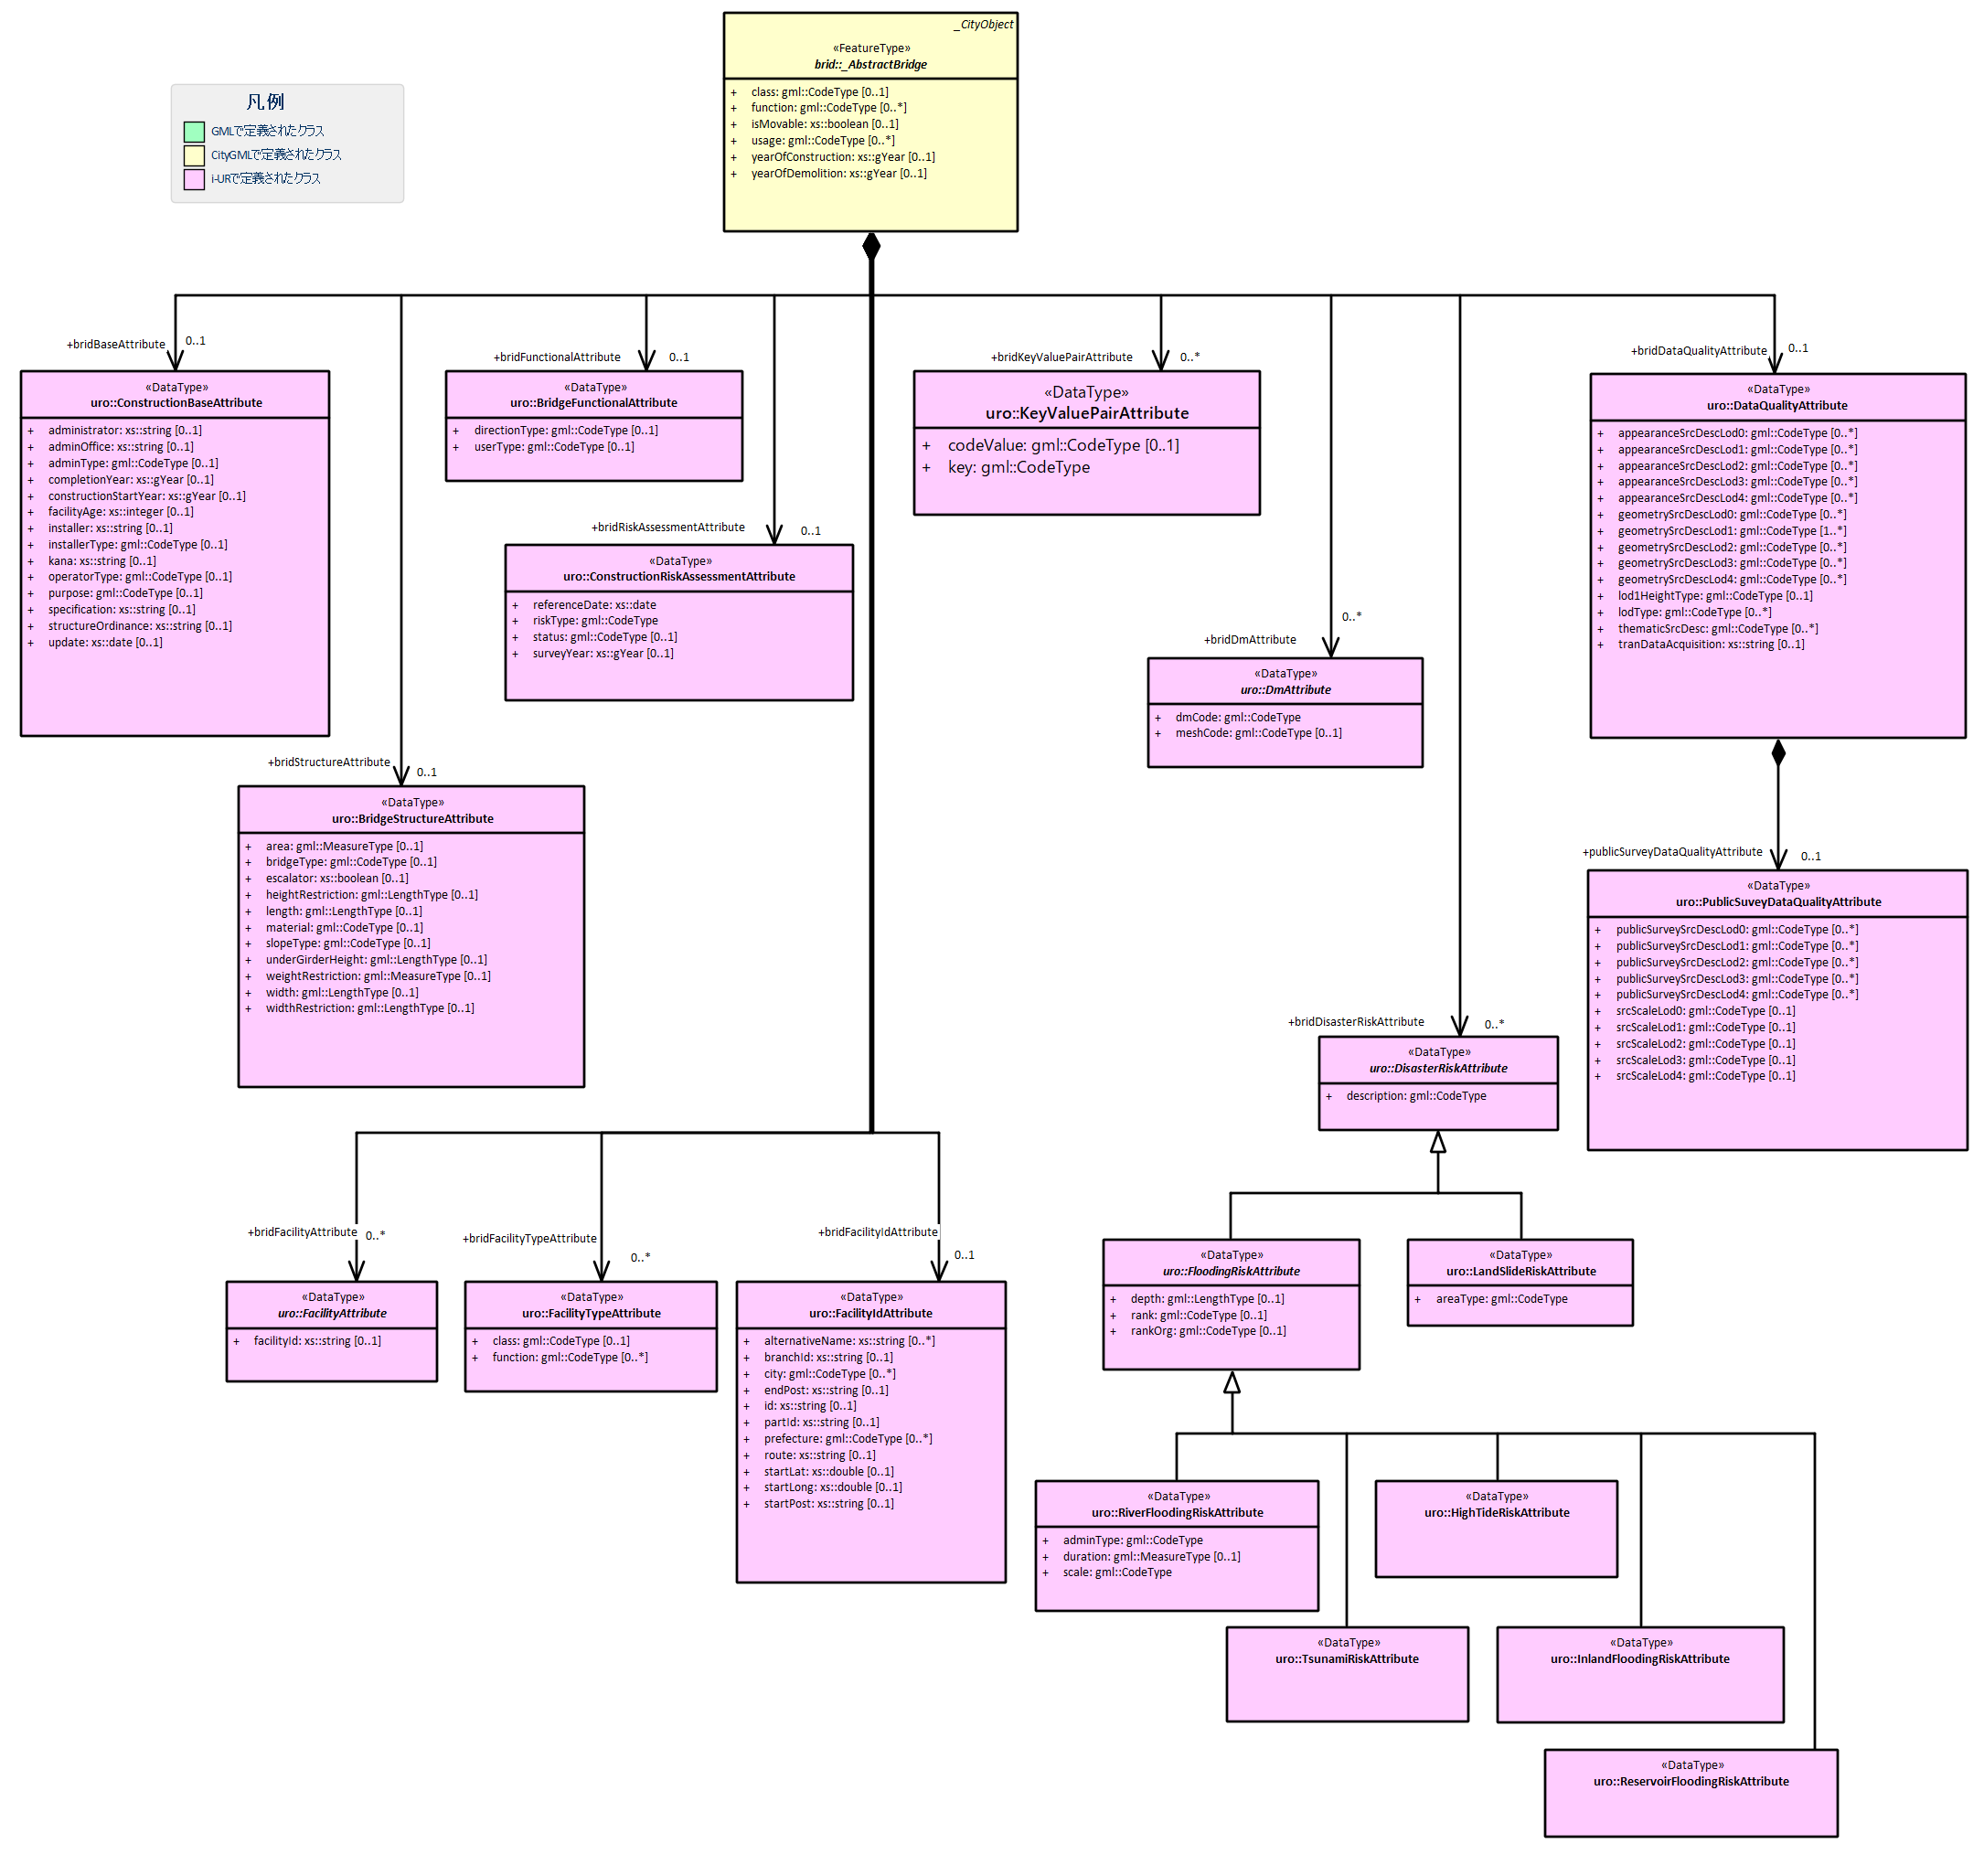 _CityObject
«FeatureType»
brid::_AbstractBridge
+ class: gml::CodeType [0..1]
+ function: gml::CodeType [0..*]
+ isMovable: xs::boolean [0..1]
+ usage: gml::CodeType [0..*]
+ yearOfConstruction: xs::gYear [0..1]
+ yearOfDemolition: xs::gYear [0..1]
凡例
GMLで定義されたクラス
CityGMLで定義されたクラス
i-URで定義されたクラス
+bridBaseAttribute
0..1
«DataType»
uro::ConstructionBaseAttribute
+ administrator: xs::string [0..1]
+ adminOffice: xs::string [0..1]
+ adminType: gml::CodeType [0..1]
+ completionYear: xs::gYear [0..1]
+ constructionStartYear: xs::gYear [0..1]
+ facilityAge: xs::integer [0..1]
+ installer: xs::string [0..1]
+ installerType: gml::CodeType [0..1]
+ kana: xs::string [0..1]
+ operatorType: gml::CodeType [0..1]
+ purpose: gml::CodeType [0..1]
+ specification: xs::string [0..1]
+ structureOrdinance: xs::string [0..1]
+ update: xs::date [0..1]
+bridFunctionalAttribute
0..1
«DataType»
uro::BridgeFunctionalAttribute
+ directionType: gml::CodeType [0..1]
+ userType: gml::CodeType [0..1]
+bridRiskAssessmentAttribute
0..1
«DataType»
uro::ConstructionRiskAssessmentAttribute
+ referenceDate: xs::date
+ riskType: gml::CodeType
+ status: gml::CodeType [0..1]
+ surveyYear: xs::gYear [0..1]
+bridKeyValuePairAttribute
0..*
«DataType»
uro::KeyValuePairAttribute
+ codeValue: gml::CodeType [0..1]
+ key: gml::CodeType
+bridDmAttribute
0..*
«DataType»
uro::DmAttribute
+ dmCode: gml::CodeType
+ meshCode: gml::CodeType [0..1]
+bridDataQualityAttribute
0..1
«DataType»
uro::DataQualityAttribute
+ appearanceSrcDescLod0: gml::CodeType [0..*]
+ appearanceSrcDescLod1: gml::CodeType [0..*]
+ appearanceSrcDescLod2: gml::CodeType [0..*]
+ appearanceSrcDescLod3: gml::CodeType [0..*]
+ appearanceSrcDescLod4: gml::CodeType [0..*]
+ geometrySrcDescLod0: gml::CodeType [0..*]
+ geometrySrcDescLod1: gml::CodeType [1..*]
+ geometrySrcDescLod2: gml::CodeType [0..*]
+ geometrySrcDescLod3: gml::CodeType [0..*]
+ geometrySrcDescLod4: gml::CodeType [0..*]
+ lod1HeightType: gml::CodeType [0..1]
+ lodType: gml::CodeType [0..*]
+ thematicSrcDesc: gml::CodeType [0..*]
+ tranDataAcquisition: xs::string [0..1]
+bridStructureAttribute
0..1
«DataType»
uro::BridgeStructureAttribute
+ area: gml::MeasureType [0..1]
+ bridgeType: gml::CodeType [0..1]
+ escalator: xs::boolean [0..1]
+ heightRestriction: gml::LengthType [0..1]
+ length: gml::LengthType [0..1]
+ material: gml::CodeType [0..1]
+ slopeType: gml::CodeType [0..1]
+ underGirderHeight: gml::LengthType [0..1]
+ weightRestriction: gml::MeasureType [0..1]
+ width: gml::LengthType [0..1]
+ widthRestriction: gml::LengthType [0..1]
+publicSurveyDataQualityAttribute
0..1
«DataType»
uro::PublicSuveyDataQualityAttribute
+ publicSurveySrcDescLod0: gml::CodeType [0..*]
+ publicSurveySrcDescLod1: gml::CodeType [0..*]
+ publicSurveySrcDescLod2: gml::CodeType [0..*]
+ publicSurveySrcDescLod3: gml::CodeType [0..*]
+ publicSurveySrcDescLod4: gml::CodeType [0..*]
+ srcScaleLod0: gml::CodeType [0..1]
+ srcScaleLod1: gml::CodeType [0..1]
+ srcScaleLod2: gml::CodeType [0..1]
+ srcScaleLod3: gml::CodeType [0..1]
+ srcScaleLod4: gml::CodeType [0..1]
+bridDisasterRiskAttribute
0..*
«DataType»
uro::DisasterRiskAttribute
+ description: gml::CodeType
+bridFacilityAttribute
0..*
«DataType»
uro::FacilityAttribute
+ facilityId: xs::string [0..1]
+bridFacilityTypeAttribute
0..*
«DataType»
uro::FacilityTypeAttribute
+ class: gml::CodeType [0..1]
+ function: gml::CodeType [0..*]
+bridFacilityIdAttribute
0..1
«DataType»
uro::FacilityIdAttribute
+ alternativeName: xs::string [0..*]
+ branchId: xs::string [0..1]
+ city: gml::CodeType [0..*]
+ endPost: xs::string [0..1]
+ id: xs::string [0..1]
+ partId: xs::string [0..1]
+ prefecture: gml::CodeType [0..*]
+ route: xs::string [0..1]
+ startLat: xs::double [0..1]
+ startLong: xs::double [0..1]
+ startPost: xs::string [0..1]
«DataType»
uro::FloodingRiskAttribute
+ depth: gml::LengthType [0..1]
+ rank: gml::CodeType [0..1]
+ rankOrg: gml::CodeType [0..1]
«DataType»
uro::LandSlideRiskAttribute
+ areaType: gml::CodeType
«DataType»
uro::RiverFloodingRiskAttribute
+ adminType: gml::CodeType
+ duration: gml::MeasureType [0..1]
+ scale: gml::CodeType
«DataType»
uro::HighTideRiskAttribute
«DataType»
uro::TsunamiRiskAttribute
«DataType»
uro::InlandFloodingRiskAttribute
«DataType»
uro::ReservoirFloodingRiskAttribute